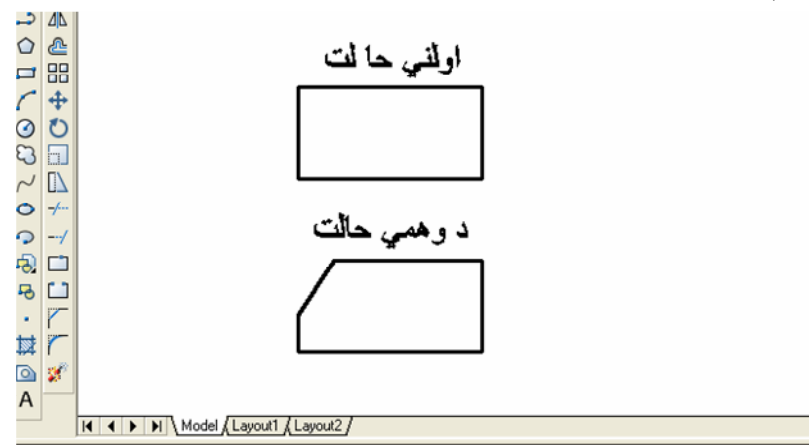 اولني حا لت
د وهمي حالت
A
Model
Layout1
Layout2